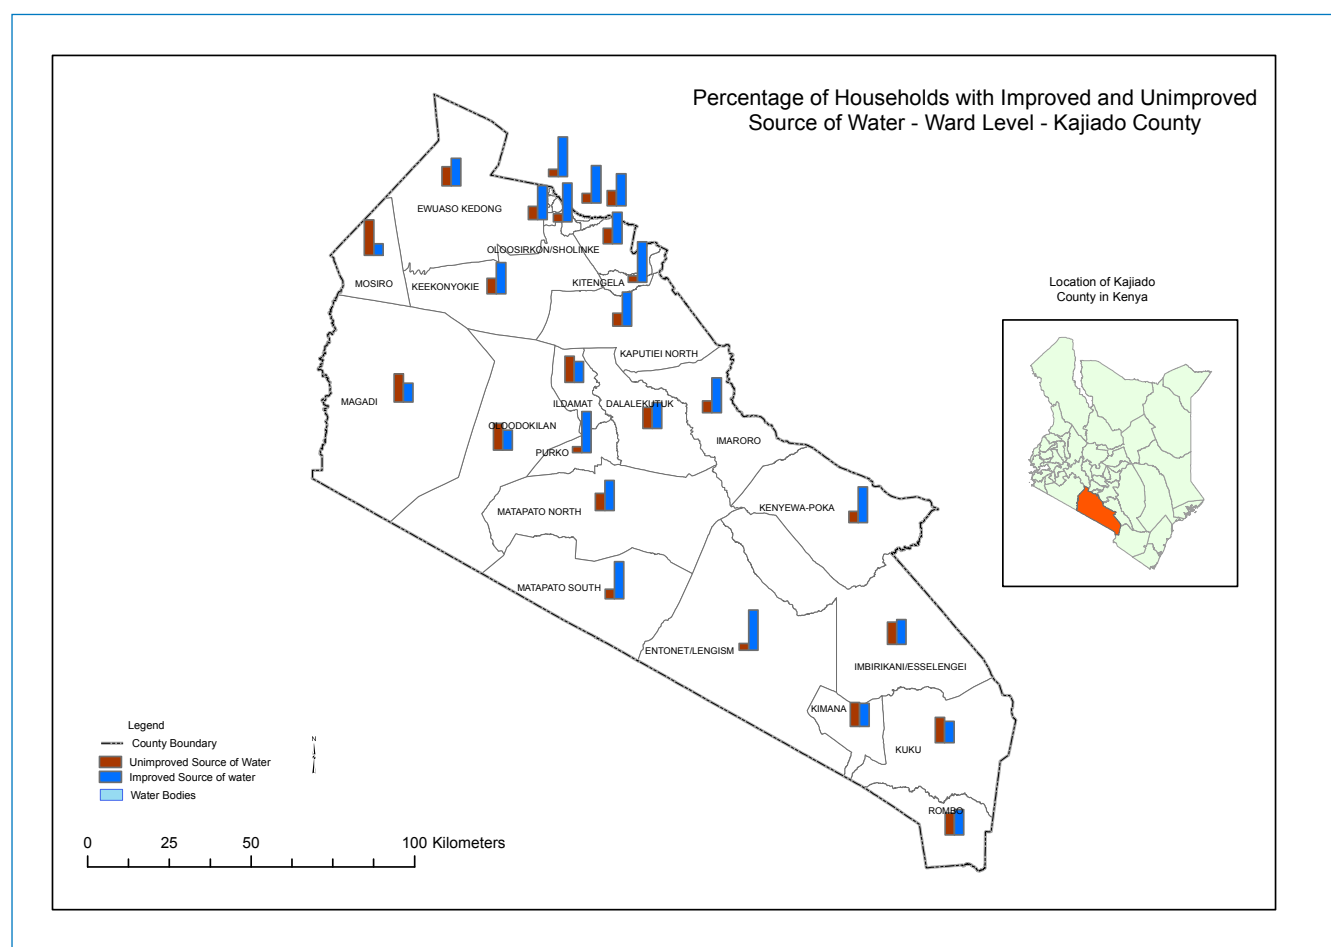 Percentage of Households with Improved and Unimproved
Source of Water - Ward Level - Kajiado County
EWUASO KEDONG
OLOOSIRKON/SHOLINKE
MOSIRO
KEEKONYOKIE
KITENGELA
Location of Kajiado
County in Kenya
KAPUTIEI NORTH
MAGADI
ILDAMAT
DALALEKUTUK
OLOODOKILAN
IMARORO
PURKO
MATAPATO NORTH
KENYEWA-POKA
MATAPATO SOUTH
ENTONET/LENGISM
IMBIRIKANI/ESSELENGEI
KIMANA
KUKU
ROMBO
Legend
County Boundary
Unimproved Source of Water
Improved Source of water
Water Bodies
N
0 25 50 100 Kilometers